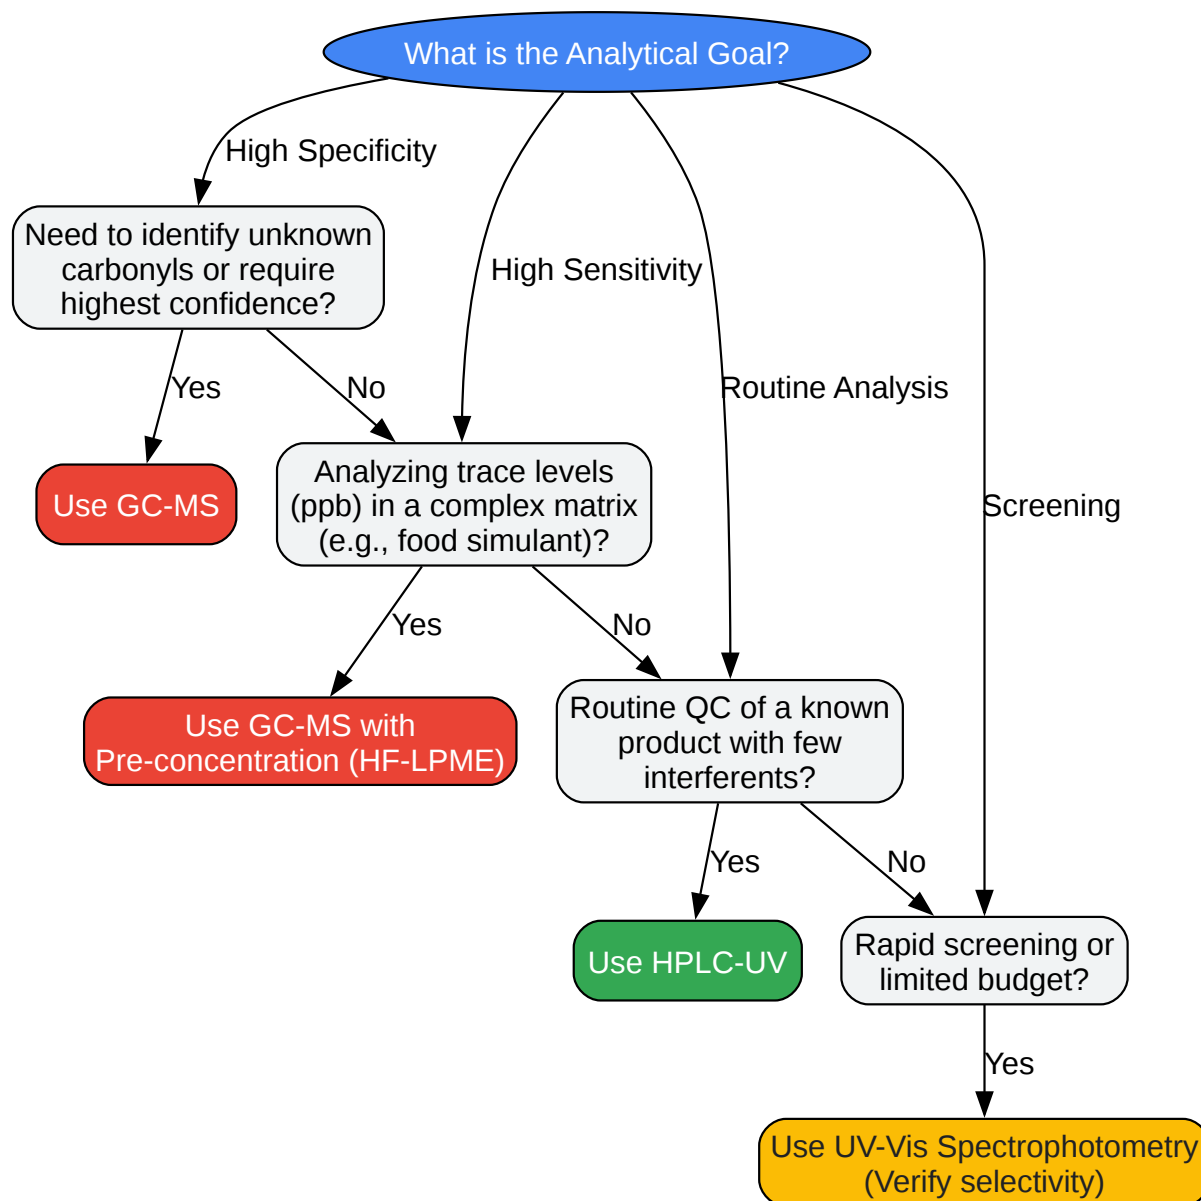 What is the Analytical Goal?
High Specificity
Need to identify unknown
carbonyls or require
highest confidence?
High Sensitivity
Yes
No
Routine Analysis
Use GC-MS
Analyzing trace levels
(ppb) in a complex matrix
(e.g., food simulant)?
Screening
Yes
No
Use GC-MS with
Pre-concentration (HF-LPME)
Routine QC of a known
product with few
interferents?
Yes
No
Use HPLC-UV
Rapid screening or
limited budget?
Yes
Use UV-Vis Spectrophotometry
(Verify selectivity)